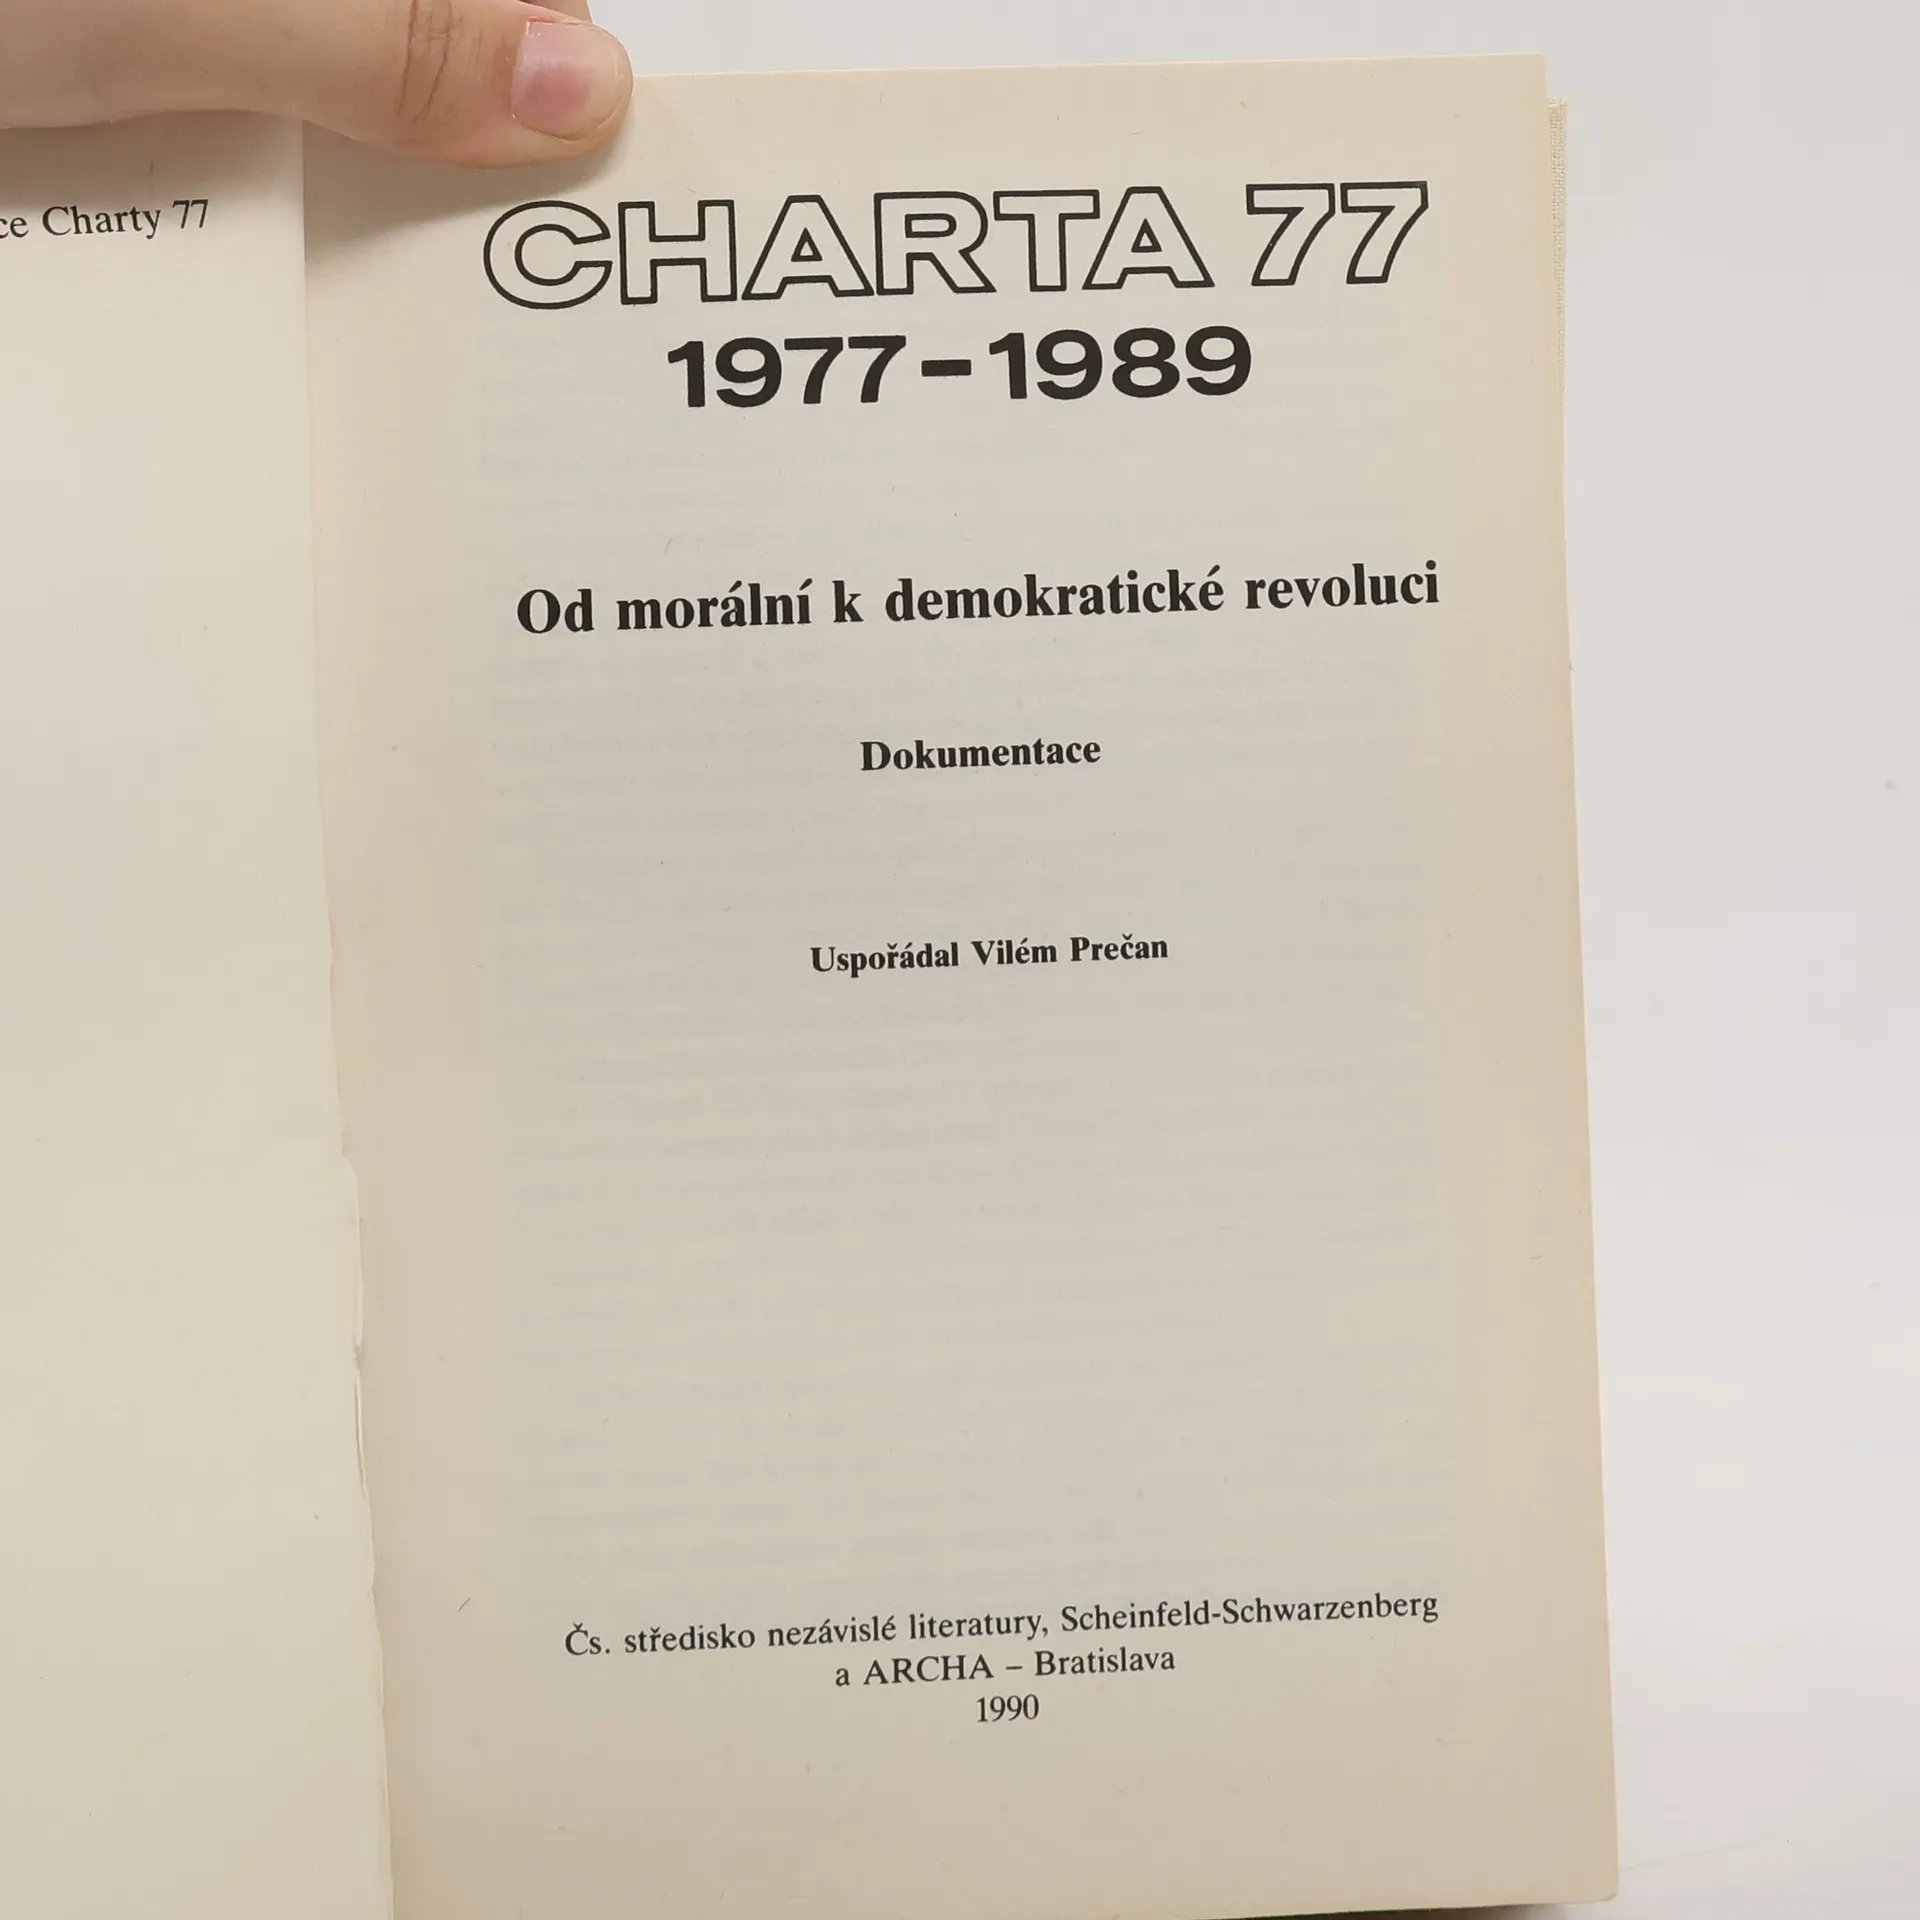 Charty 77
CHARTA 77
1977-1989
Od morální k demokratické revoluci
Dokumentace
Uspořádal Vilém Prečan
Čs. středisko nezávislé literatury, Scheinfeld-Schwarzenberg
a ARCHA – Bratislava
1990